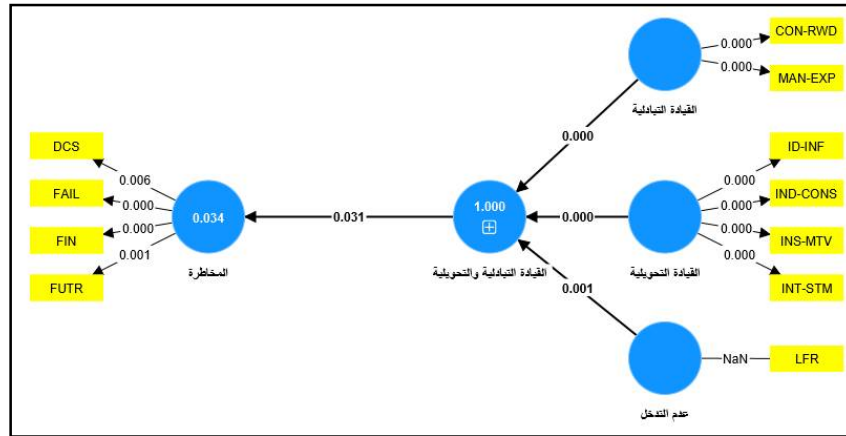 CON-RWD
0.000
0.000
MAN-EXP
القيادة التبادلية
0.000
DCS
0.006
FAIL
0.000
0.034
0.000
FIN
0.001
FUTR
المخاطرة
0.031
1.000
القيادة التبادلية والتحويلية
0.000
ID-INF
0.000
IND-CONS
0.000
0.000
INS-MTV
0.000
INT-STM
القيادة التحويلية
0.001
NaN
LFR
عدم التدخل